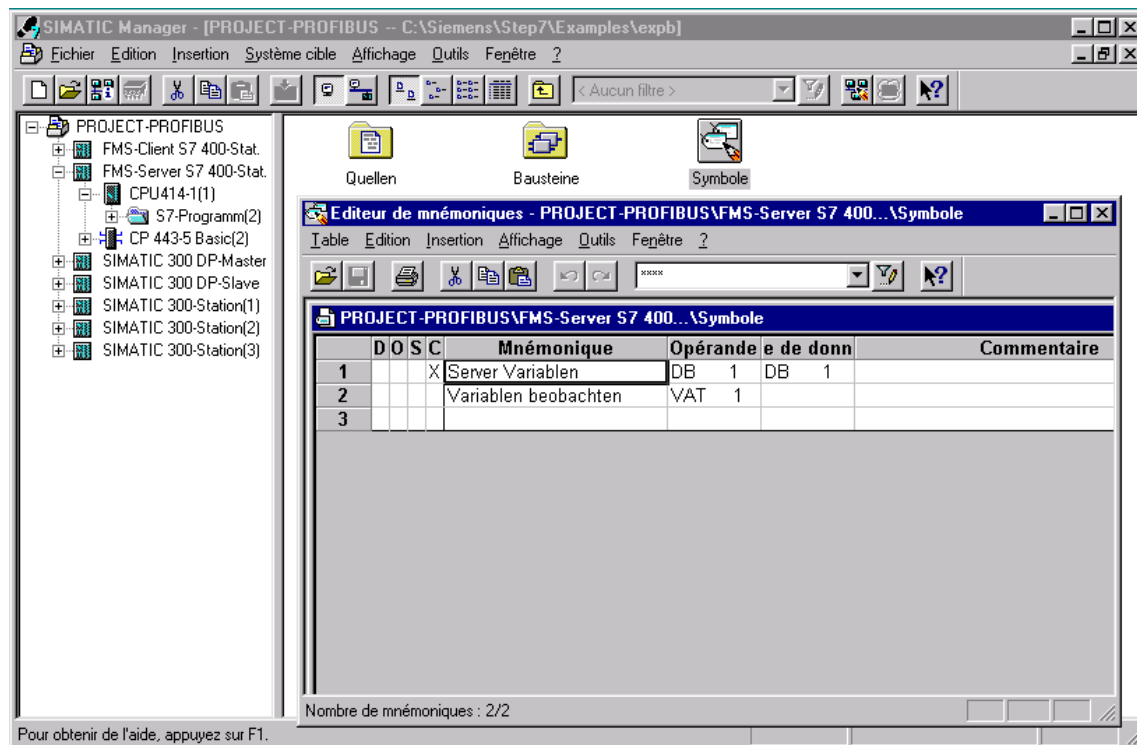 SIMATIC Manager - [PROJECT-PROFIBUS -- C:\Siemens\Step7\Examples\expb]
Fichier Edition Insertion Système cible Affichage Outils Fenêtre ?
< Aucun filtre >
PROJECT-PROFIBUS
FMS-Client S7 400-Stat.
FMS-Server S7 400-Stat.
CPU414-1(1)
S7-Programm(2)
CP 443-5 Basic(2)
SIMATIC 300 DP-Master
SIMATIC 300 DP-Slave
SIMATIC 300-Station(1)
SIMATIC 300-Station(2)
SIMATIC 300-Station(3)
Quellen Bausteine Symbole
Editeur de mnémoniques - PROJECT-PROFIBUS\FMS-Server S7 400...\Symbole
Table Edition Insertion Affichage Outils Fenêtre ?
****
PROJECT-PROFIBUS\FMS-Server S7 400...\Symbole
D O S C Mnémonique Opérande e de donn Commentaire
1 X Server Variablen DB 1 DB 1
2 Variablen beobachten VAT 1
3
Nombre de mnémoniques : 2/2
Pour obtenir de l'aide, appuyez sur F1.